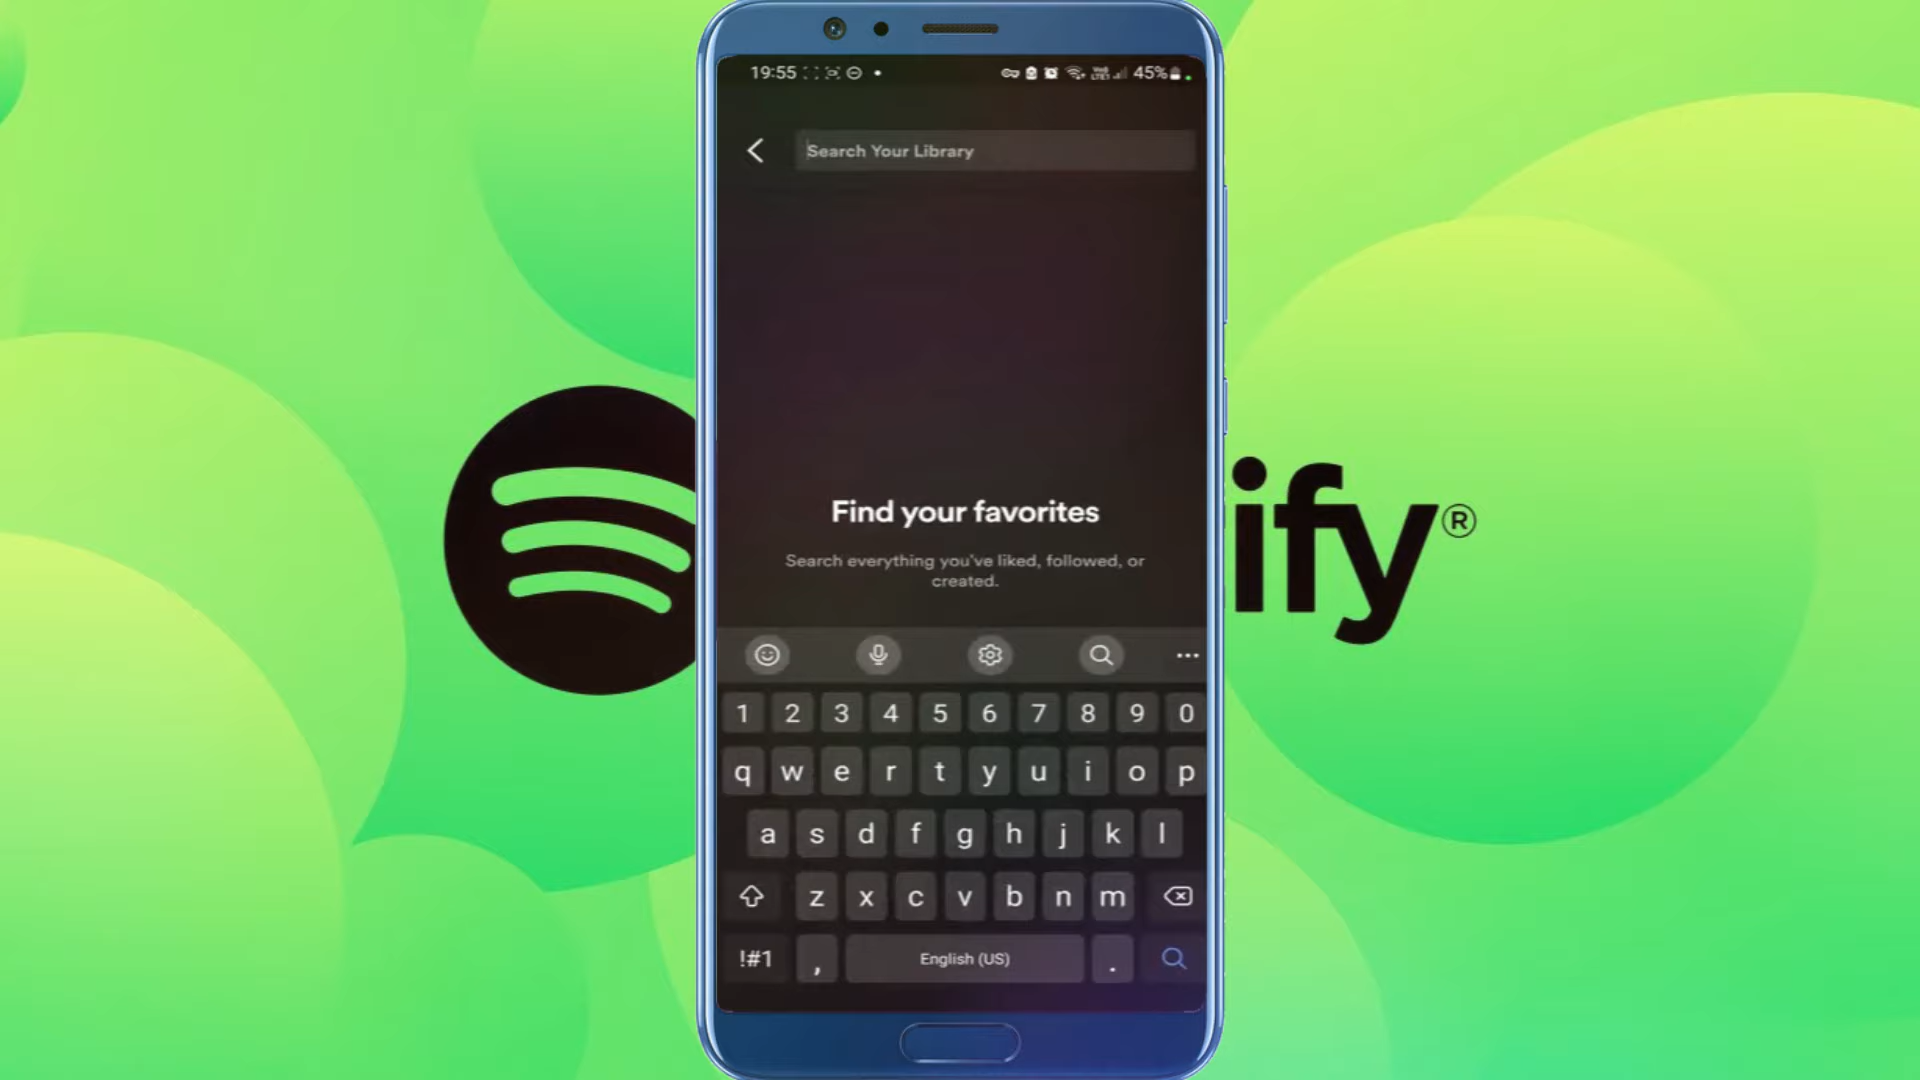 19:55
45%
Search Your Library
Find your favorites
Search everything you've liked, followed, or
created.
ify®
1 2 3 4 5 6 7 8 9 0
q w e r t y u i o p
a s d f g h j k l
z x c v b n m
!#1 , English (US) .